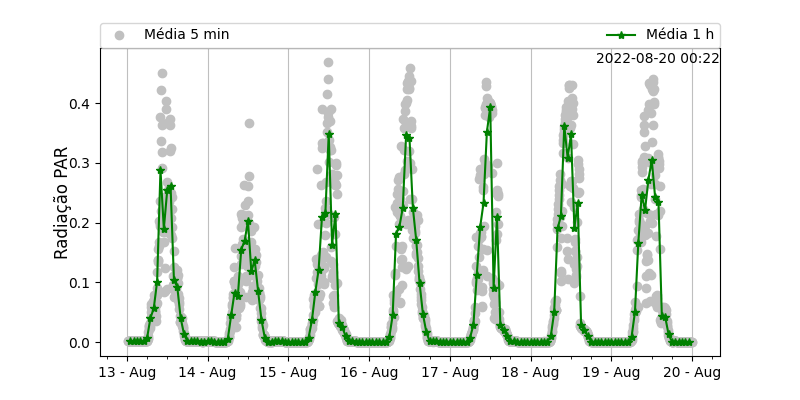 Média 5 min
Média 1 h
2022-08-20 00:22
Radiação PAR
0.4
0.3
0.2
0.1
0.0
13 - Aug 14 - Aug 15 - Aug 16 - Aug 17 - Aug 18 - Aug 19 - Aug 20 - Aug